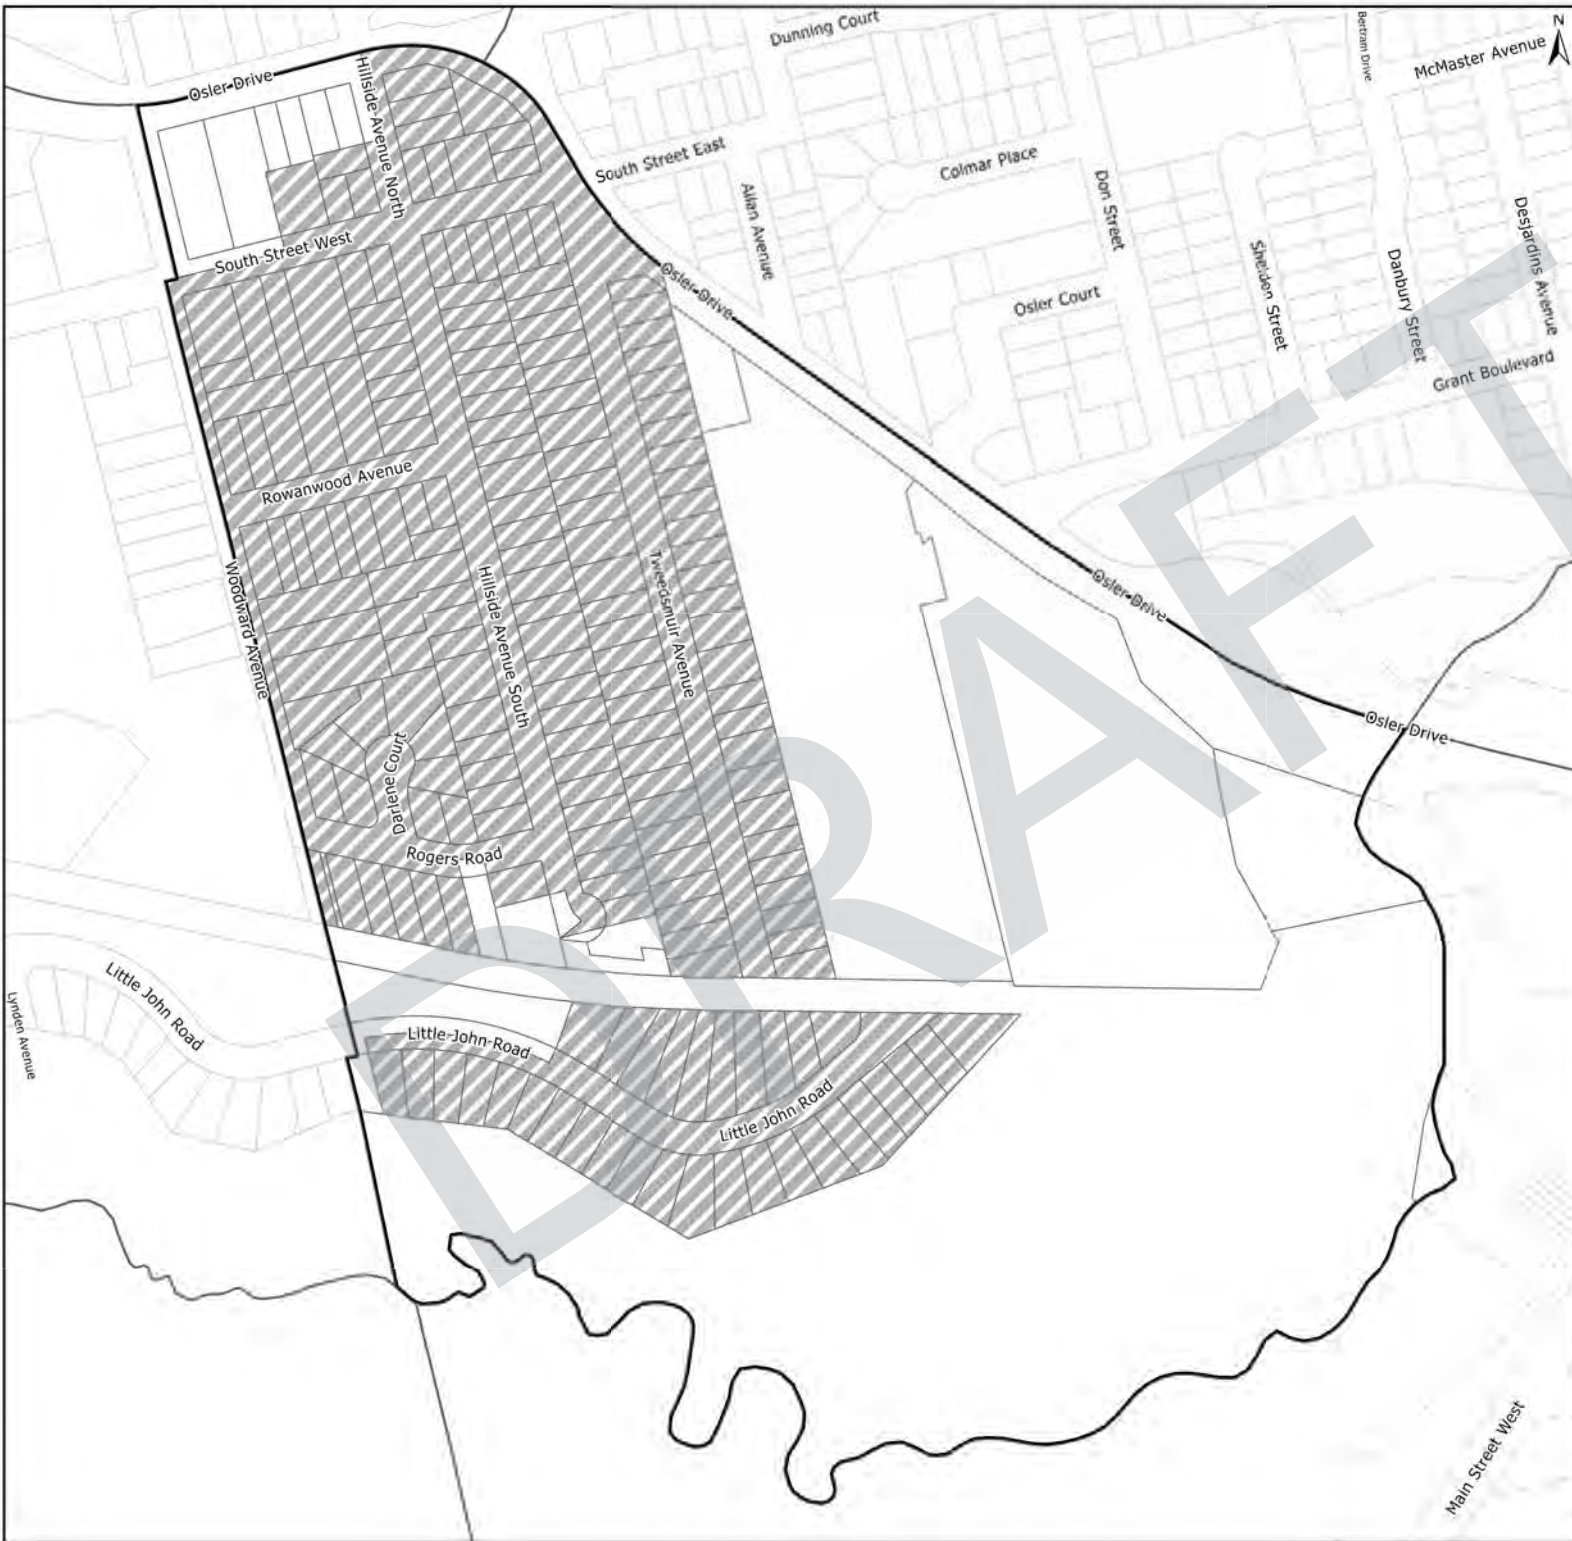 Dunning Court
Bertram Drive
N
McMaster Avenue
Osler Drive
Hillside Avenue North
South Street East
Colmar Place
Allan Avenue
Don Street
Desjardins Avenue
South Street West
Sheldon Street
Danbury Street
Osler Drive
Osler Court
Grant Boulevard
Rowanwood Avenue
Woodward Avenue
Hillside Avenue South
Tweedsmuir Avenue
Osler Drive
Osler Drive
Darlene Court
Rogers Road
Little John Road
Lynden Avenue
Little John Road
Little John Road
Main Street West
DRAFT